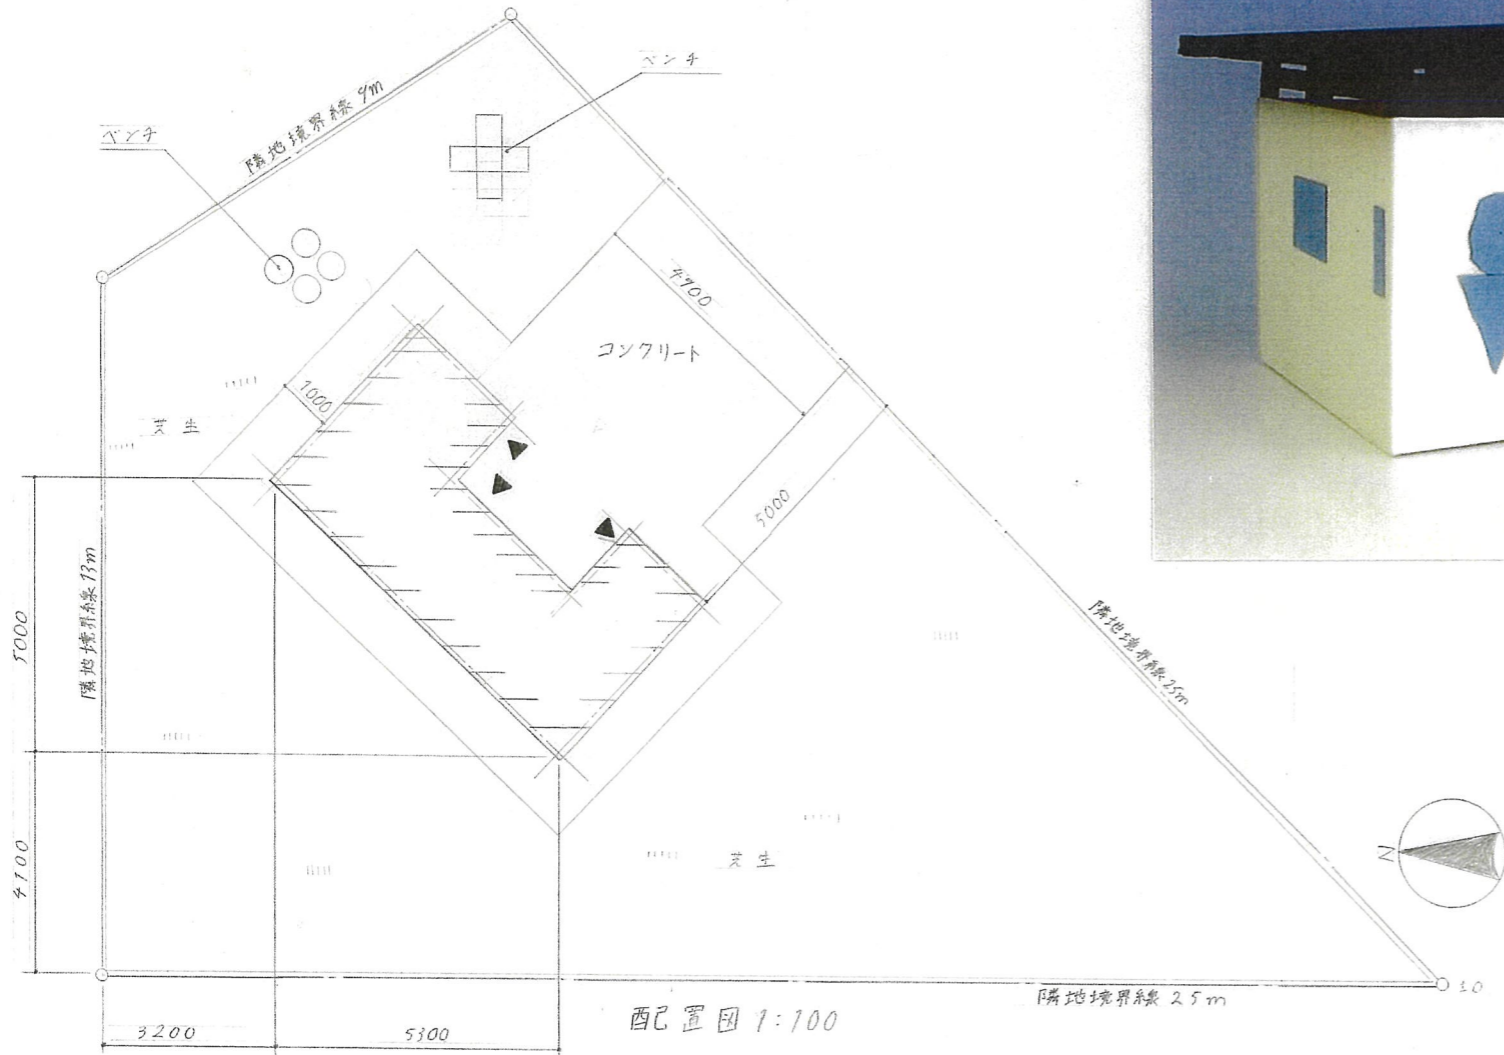 ベンチ
ベンチ
隣地境界線 9m
4700
コンクリート
1000
芝生
5000
隣地境界線 13m
5000
隣地境界線 25m
4100
芝生
N
隣地境界線 25m
配置図 1:100
3200
5300